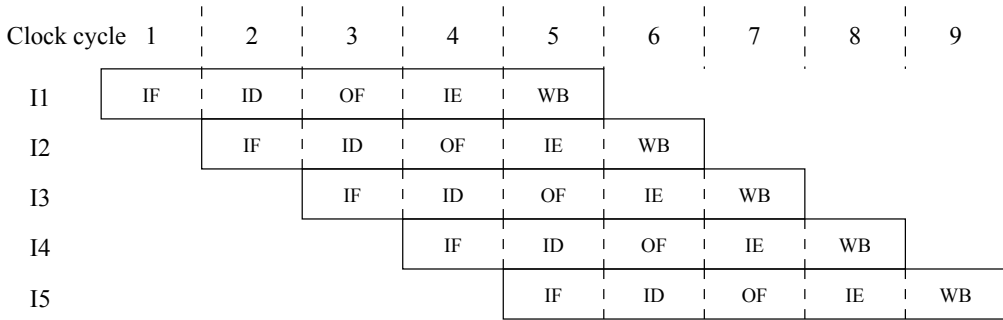 Clock cycle 1 2 3 4 5 6 7 8 9
I1 IF ID OF IE WB
I2 IF ID OF IE WB
I3 IF ID OF IE WB
I4 IF ID OF IE WB
I5 IF ID OF IE WB